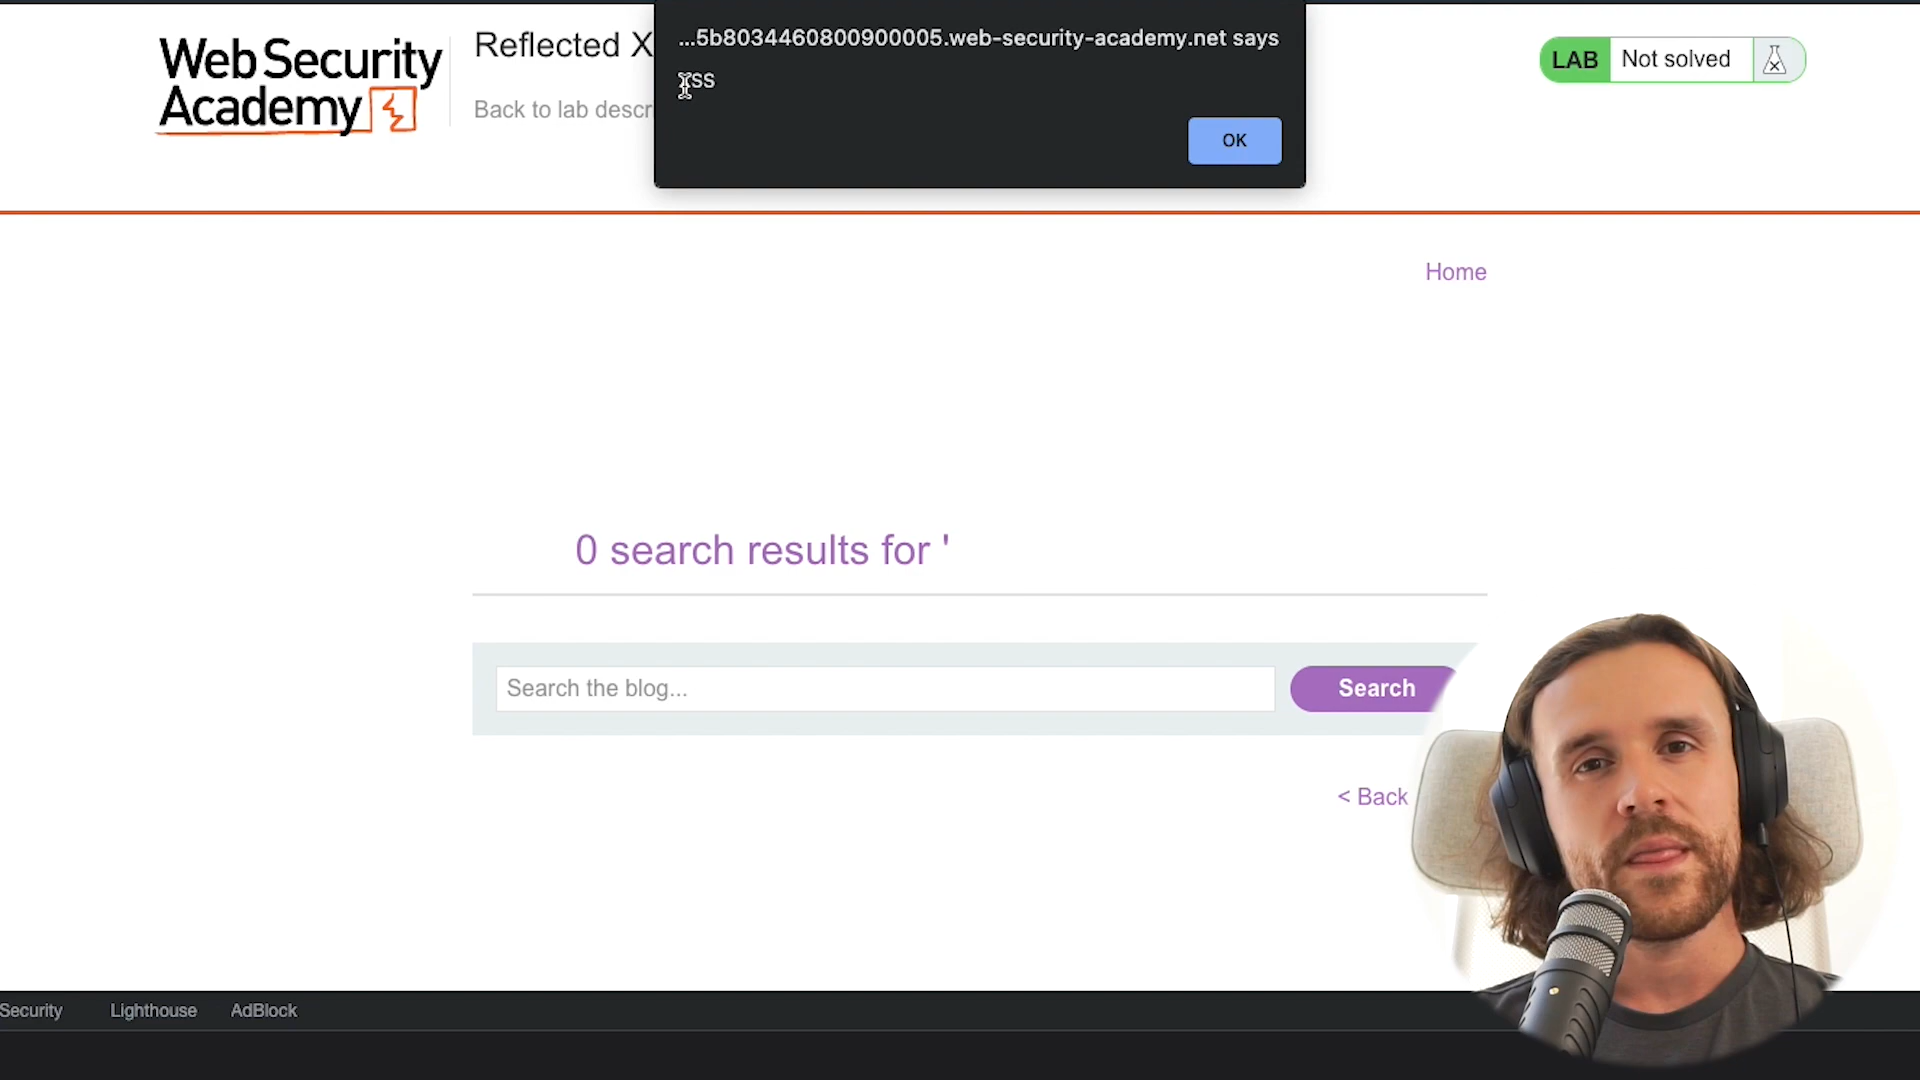 Web Security
Academy
Reflected X
Back to lab descr
...5b8034460800900005.web-security-academy.net says
OK
LAB Not solved
Home
0 search results for '
Search the blog...
Search
< Back
Security
Lighthouse
AdBlock